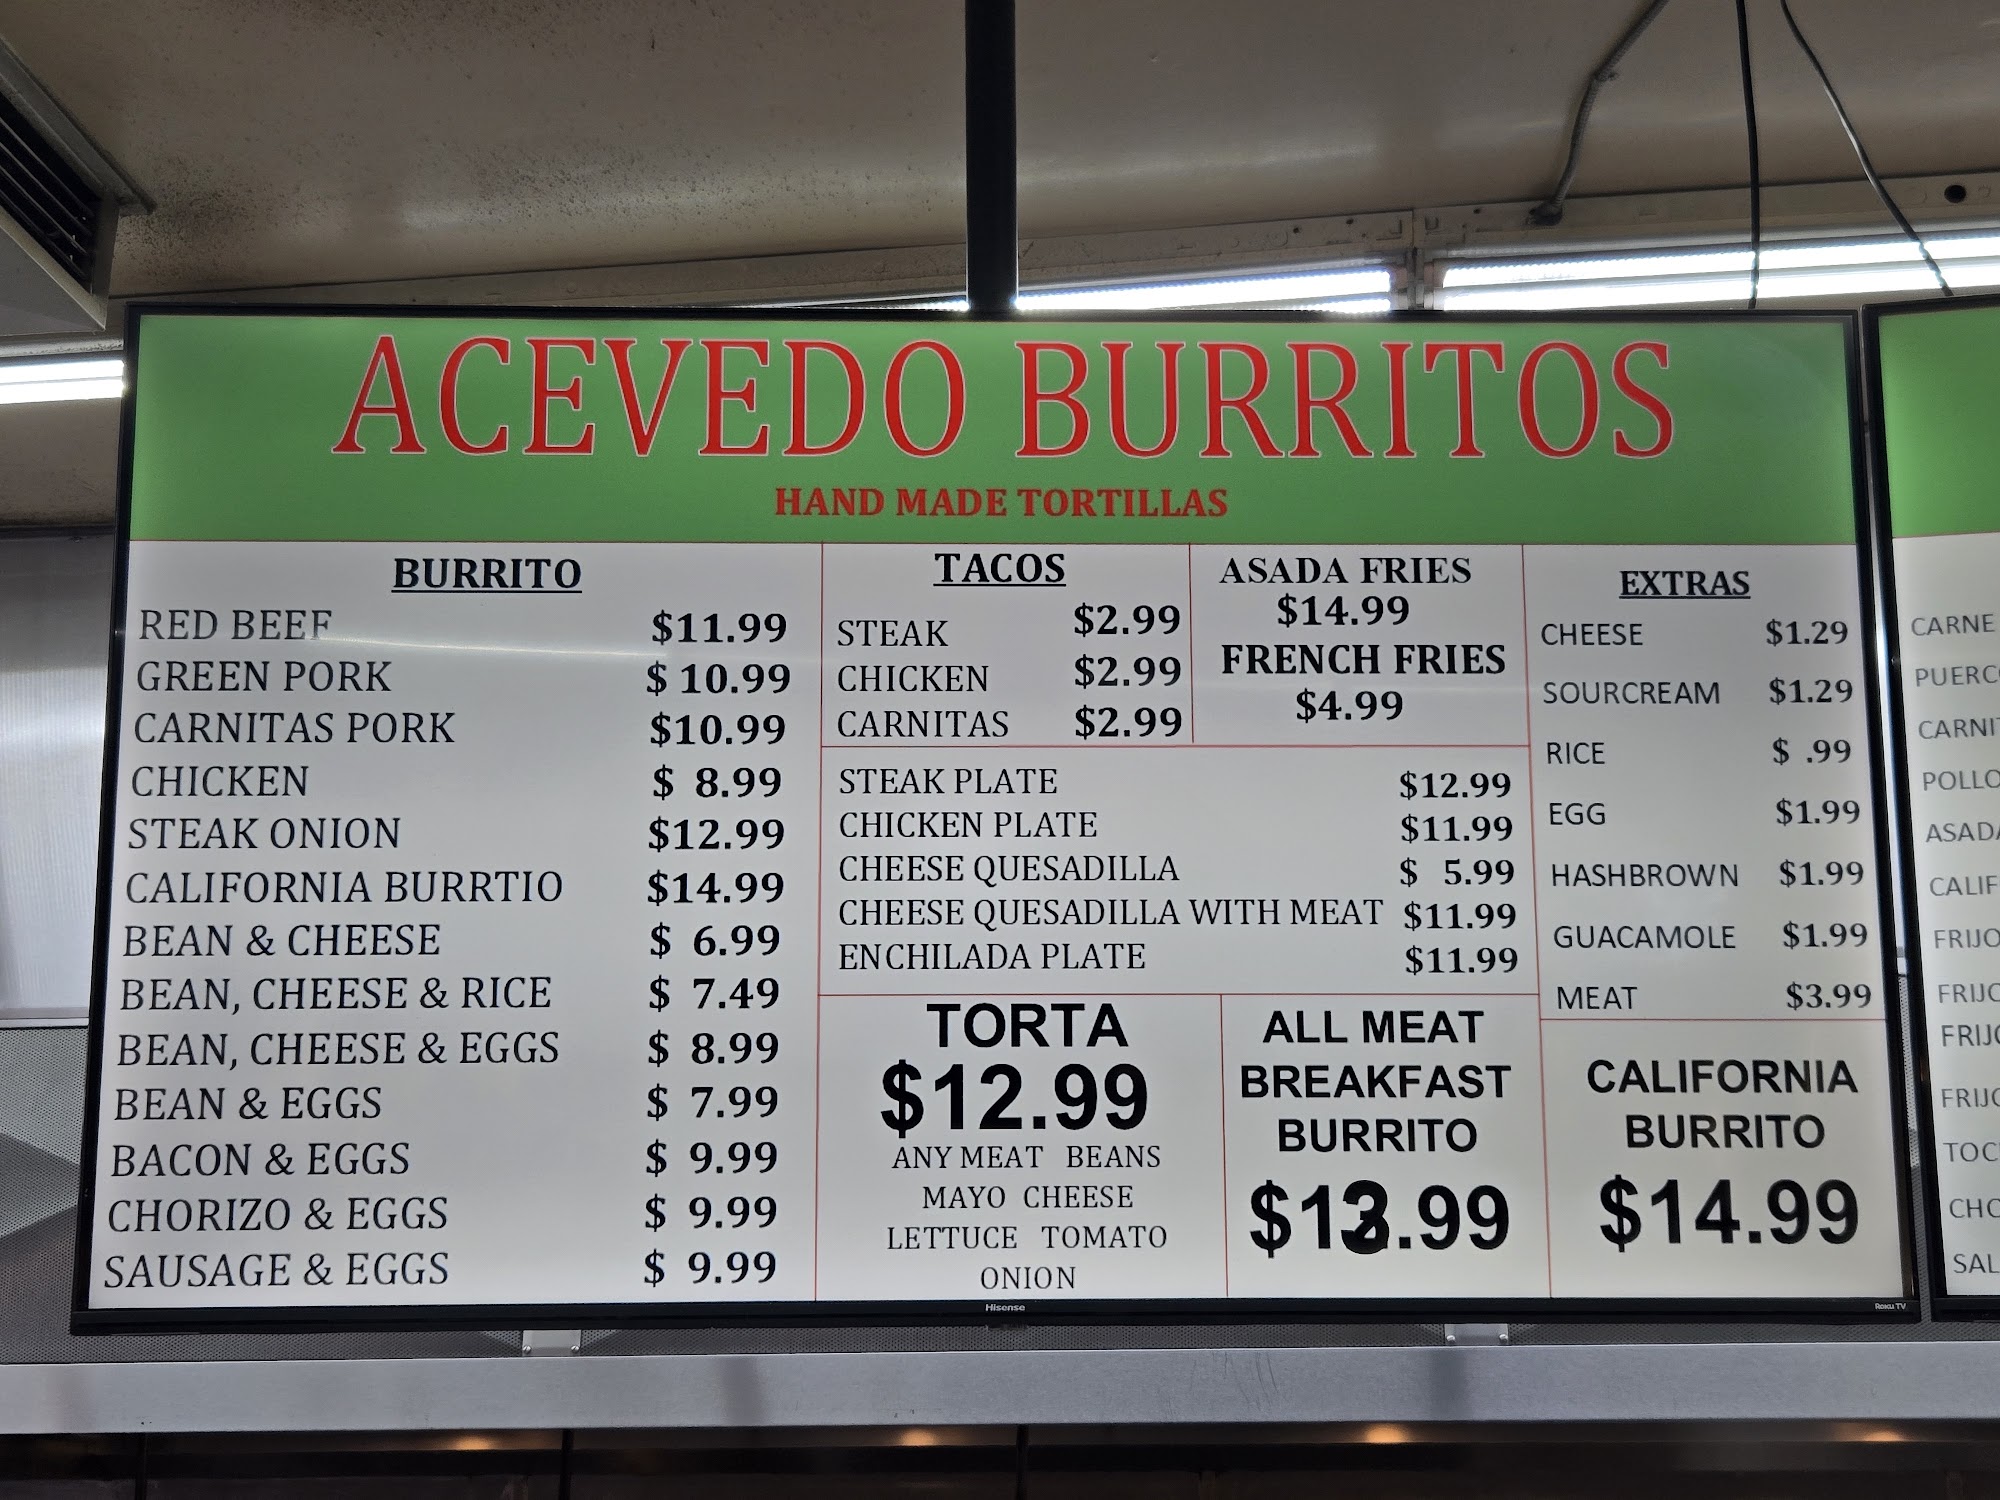 ACEVEDO BURRITOS
HAND MADE TORTILLAS
BURRITO
RED BEEF $11.99
GREEN PORK $ 10.99
CARNITAS PORK $10.99
CHICKEN $ 8.99
STEAK ONION $12.99
CALIFORNIA BURRTIO $14.99
BEAN & CHEESE $ 6.99
BEAN, CHEESE & RICE $ 7.49
BEAN, CHEESE & EGGS $ 8.99
BEAN & EGGS $ 7.99
BACON & EGGS $ 9.99
CHORIZO & EGGS $ 9.99
SAUSAGE & EGGS $ 9.99
TACOS
STEAK $2.99
CHICKEN $2.99
CARNITAS $2.99
ASADA FRIES
$14.99
FRENCH FRIES
$4.99
STEAK PLATE $12.99
CHICKEN PLATE $11.99
CHEESE QUESADILLA $ 5.99
CHEESE QUESADILLA WITH MEAT $11.99
ENCHILADA PLATE $11.99
TORTA
$12.99
ANY MEAT BEANS
MAYO CHEESE
LETTUCE TOMATO
ONION
ALL MEAT
BREAKFAST
BURRITO
EXTRAS
CHEESE $1.29
SOURCREAM $1.29
RICE $ .99
EGG $1.99
HASHBROWN $1.99
GUACAMOLE $1.99
MEAT $3.99
CALIFORNIA
BURRITO
$14.99
Hisense
Roku TV
CARNE